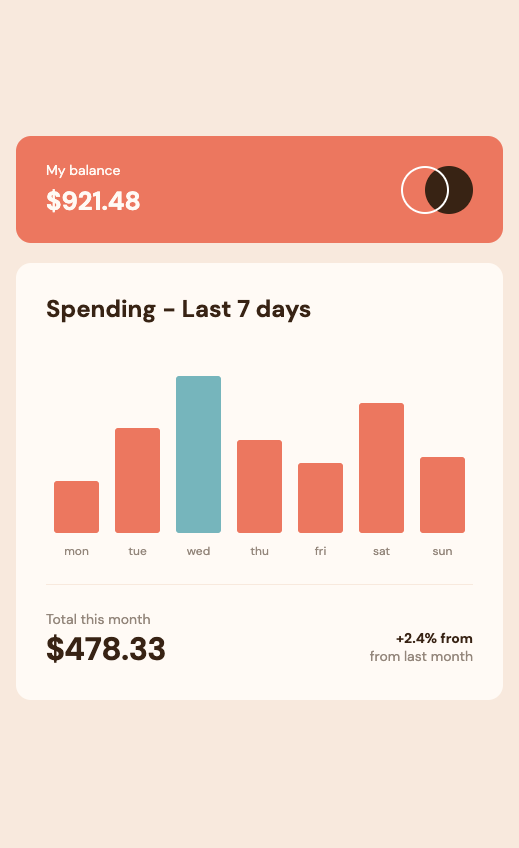 My balance
$921.48
Spending - Last 7 days
mon tue wed thu fri sat sun
Total this month
$478.33
+2.4% from
from last month